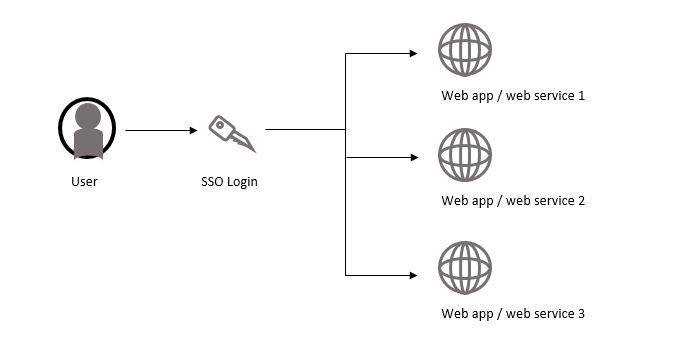 Web app / web service 1
User
SSO Login
Web app / web service 2
Web app / web service 3